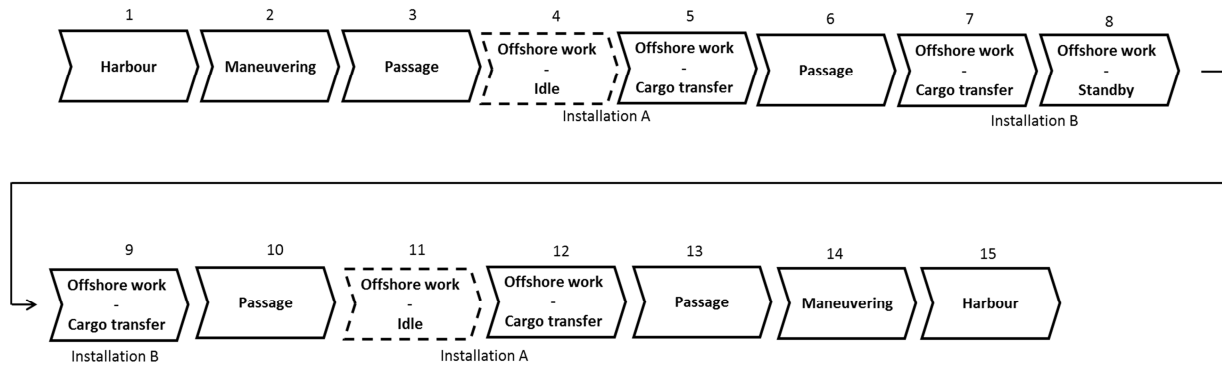 1 2 3 4 5 6 7 8
Harbour
Maneuvering
Passage
Offshore work
-
Idle
Offshore work
-
Cargo transfer
Installation A
Passage
Offshore work
-
Cargo transfer
Offshore work
-
Standby
Installation B
9 10 11 12 13 14 15
Offshore work
-
Cargo transfer
Installation B
Passage
Offshore work
-
Idle
Offshore work
-
Cargo transfer
Installation A
Passage
Maneuvering
Harbour